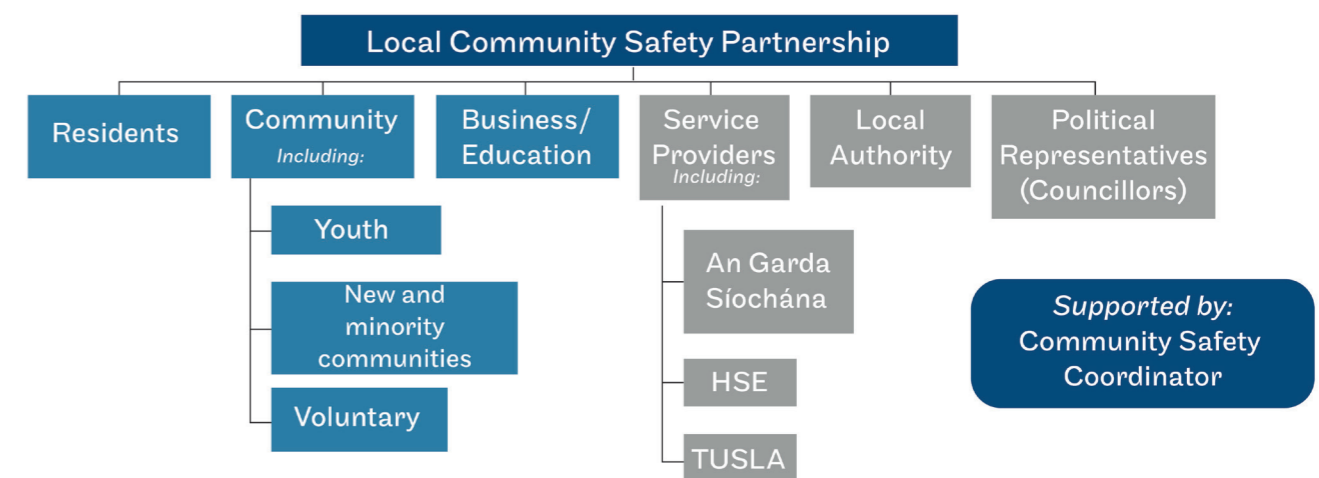 Local Community Safety Partnership
Residents
Community
Including:
Youth
New and
minority
communities
Voluntary
Business/
Education
Service
Providers
Including:
An Garda
Síochána
HSE
TUSLA
Local
Authority
Political
Representatives
(Councillors)
Supported by:
Community Safety
Coordinator